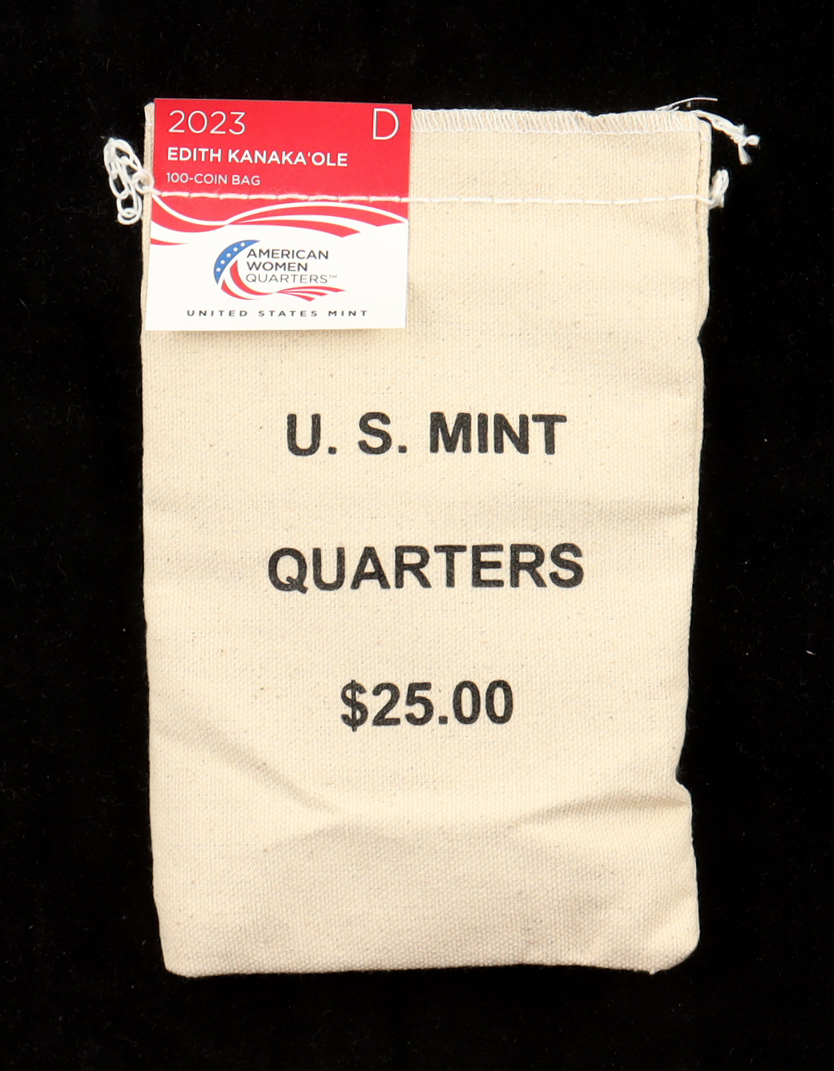 2023 D
EDITH KANAKA'OLE
100-COIN BAG
AMERICAN
WOMEN
QUARTERS™
UNITED STATES MINT
U. S. MINT
QUARTERS
$25.00